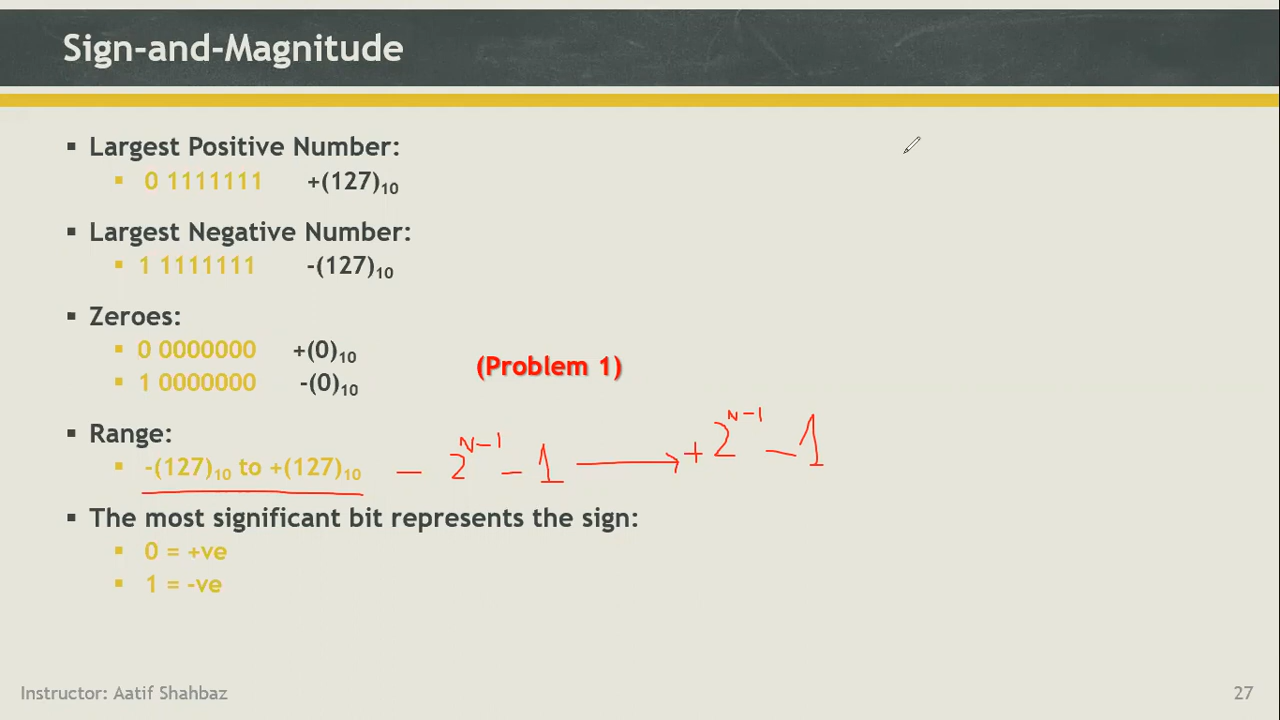 Sign-and-Magnitude
▪ Largest Positive Number:
▪ 0 1111111 +(127)₁₀
▪ Largest Negative Number:
▪ 1 1111111 -(127)₁₀
▪ Zeroes:
▪ 0 0000000 +(0)₁₀
▪ 1 0000000 -(0)₁₀
(Problem 1)
▪ Range:
▪ -(127)₁₀ to +(127)₁₀ − 2^(N−1) − 1 ⟶ + 2^(N−1) − 1
▪ The most significant bit represents the sign:
▪ 0 = +ve
▪ 1 = -ve
Instructor: Aatif Shahbaz 27